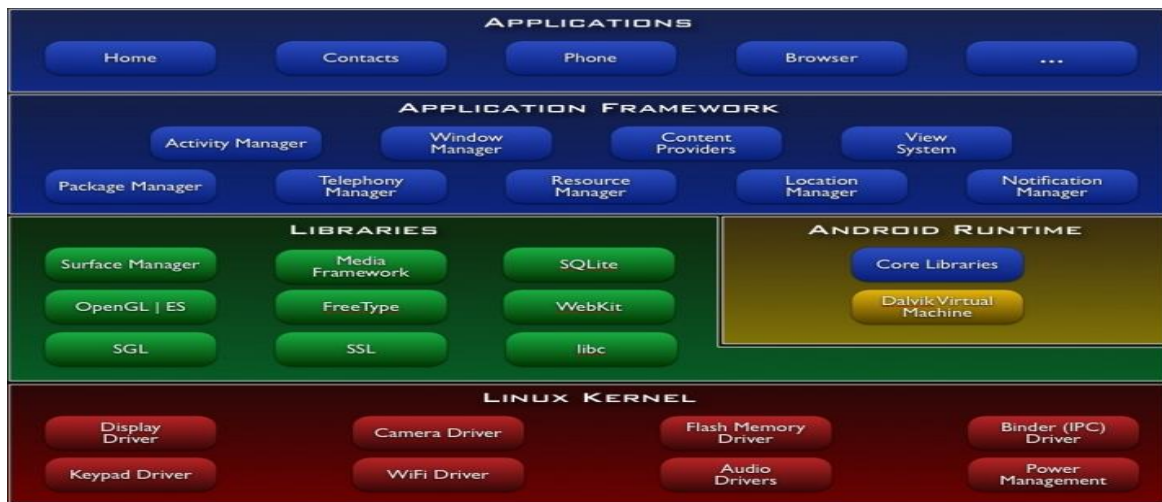 APPLICATIONS
Home
Contacts
Phone
Browser
...
APPLICATION FRAMEWORK
Activity Manager
Window
Manager
Content
Providers
View
System
Package Manager
Telephony
Manager
Resource
Manager
Location
Manager
Notification
Manager
LIBRARIES
Surface Manager
Media
Framework
SQLite
OpenGL | ES
FreeType
WebKit
SGL
SSL
libc
ANDROID RUNTIME
Core Libraries
Dalvik Virtual
Machine
LINUX KERNEL
Display
Driver
Camera Driver
Flash Memory
Driver
Binder (IPC)
Driver
Keypad Driver
WiFi Driver
Audio
Drivers
Power
Management